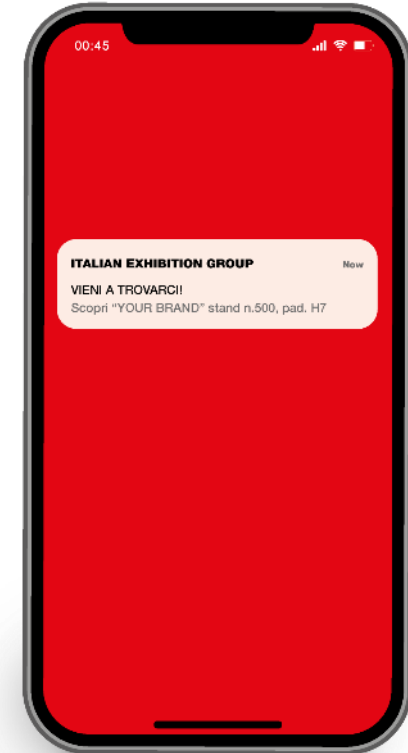 00:45
ITALIAN EXHIBITION GROUP Now
VIENI A TROVARCI!
Scopri “YOUR BRAND” stand n.500, pad. H7